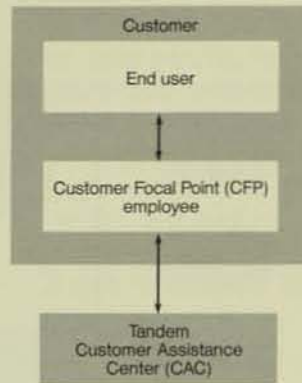 Customer
End user
Customer Focal Point (CFP)
employee
Tandem
Customer Assistance
Center (CAC)